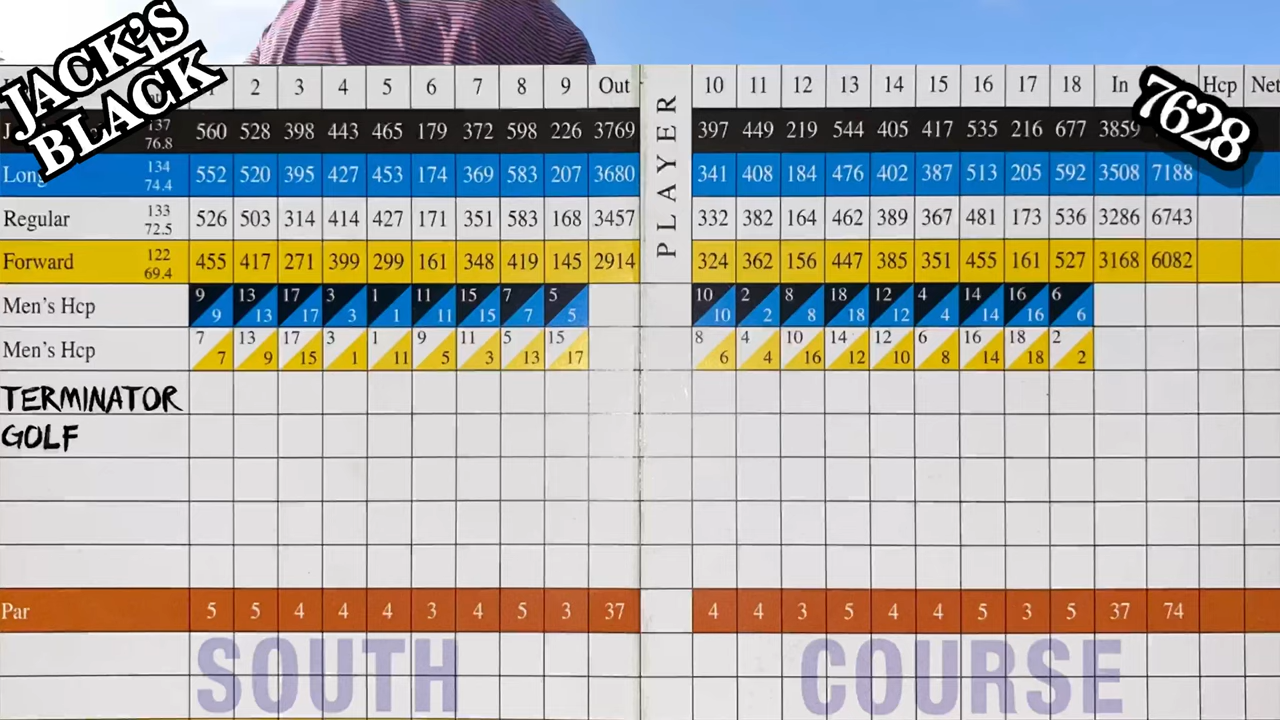 JACK'S
BLACK
7628
2 3 4 5 6 7 8 9 Out PLAYER 10 11 12 13 14 15 16 17 18 In Hcp Net
137 76.8 560 528 398 443 465 179 372 598 226 3769 397 449 219 544 405 417 535 216 677 3859
Long 134 74.4 552 520 395 427 453 174 369 583 207 3680 341 408 184 476 402 387 513 205 592 3508 7188
Regular 133 72.5 526 503 314 414 427 171 351 583 168 3457 332 382 164 462 389 367 481 173 536 3286 6743
Forward 122 69.4 455 417 271 399 299 161 348 419 145 2914 324 362 156 447 385 351 455 161 527 3168 6082
Men's Hcp 9 9 13 13 17 17 3 3 1 1 11 11 15 15 7 7 5 5 10 10 2 2 8 8 18 18 12 12 4 4 14 14 16 16 6 6
Men's Hcp 7 7 13 9 17 15 3 1 1 11 9 5 11 3 5 13 15 17 8 6 4 4 10 16 14 12 12 10 6 8 16 14 18 18 2 2
TERMINATOR
GOLF
Par 5 5 4 4 4 3 4 5 3 37 4 4 3 5 4 4 5 3 5 37 74
SOUTH COURSE